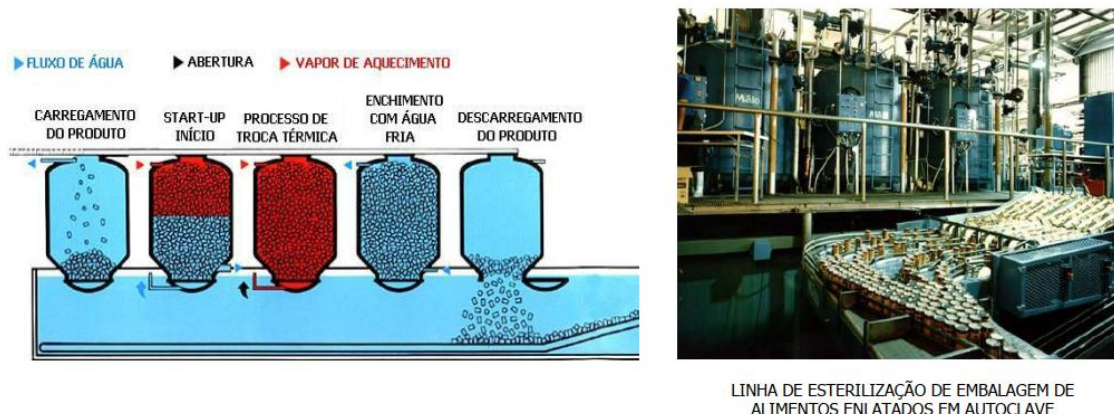 FLUXO DE ÁGUA
ABERTURA
VAPOR DE AQUECIMENTO
CARREGAMENTO
DO PRODUTO
START-UP
INÍCIO
PROCESSO DE
TROCA TÉRMICA
ENCHIMENTO
COM ÁGUA
FRIA
DESCARREGAMENTO
DO PRODUTO
LINHA DE ESTERILIZAÇÃO DE EMBALAGEM DE
ALIMENTOS ENLATADOS EM AUTOCLAVE